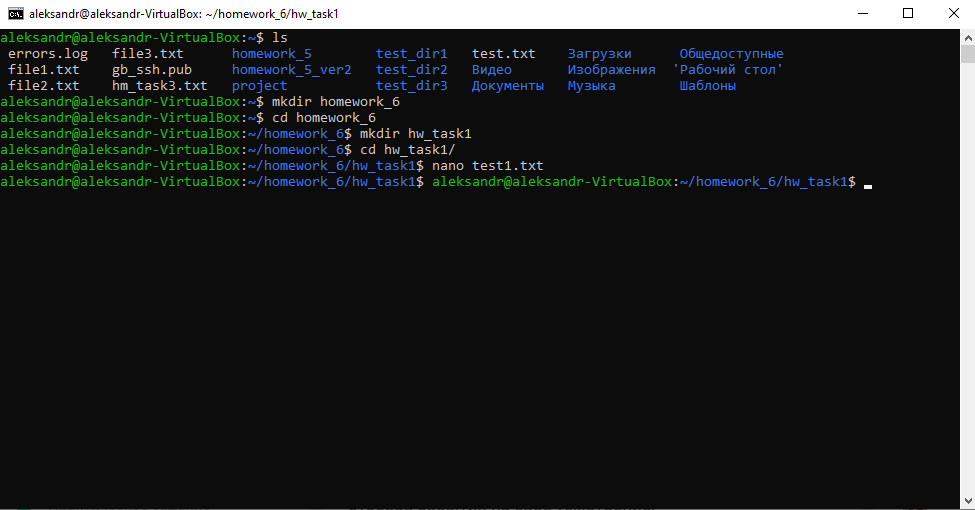 aleksandr@aleksandr-VirtualBox: ~/homework_6/hw_task1
aleksandr@aleksandr-VirtualBox:~$ ls
errors.log file3.txt homework_5 test_dir1 test.txt Загрузки Общедоступные
file1.txt gb_ssh.pub homework_5_ver2 test_dir2 Видео Изображения 'Рабочий стол'
file2.txt hm_task3.txt project test_dir3 Документы Музыка Шаблоны
aleksandr@aleksandr-VirtualBox:~$ mkdir homework_6
aleksandr@aleksandr-VirtualBox:~$ cd homework_6
aleksandr@aleksandr-VirtualBox:~/homework_6$ mkdir hw_task1
aleksandr@aleksandr-VirtualBox:~/homework_6$ cd hw_task1/
aleksandr@aleksandr-VirtualBox:~/homework_6/hw_task1$ nano test1.txt
aleksandr@aleksandr-VirtualBox:~/homework_6/hw_task1$ aleksandr@aleksandr-VirtualBox:~/homework_6/hw_task1$